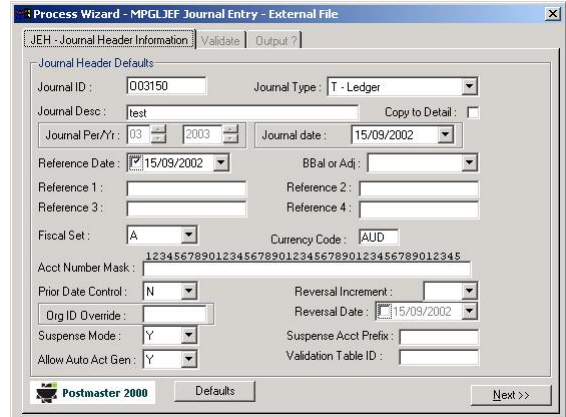 Process Wizard - MPGLJEF Journal Entry - External File
JEH - Journal Header Information Validate Output ?
Journal Header Defaults
Journal ID : O03150 Journal Type : T - Ledger
Journal Desc : test Copy to Detail :
Journal Per/Yr : 03 2003 Journal date : 15/09/2002
Reference Date : 15/09/2002 BBal or Adj :
Reference 1 : Reference 2 :
Reference 3 : Reference 4 :
Fiscal Set : A Currency Code : AUD
123456789012345678901234567890123456789012345
Acct Number Mask :
Prior Date Control : N Reversal Increment :
Org ID Override : Reversal Date : 15/09/2002
Suspense Mode : Y Suspense Acct Prefix :
Allow Auto Act Gen : Y Validation Table ID :
Postmaster 2000 Defaults Next >>